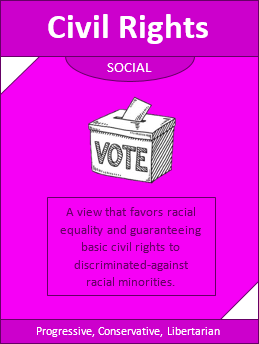 Civil Rights
SOCIAL
VOTE
A view that favors racial
equality and guaranteeing
basic civil rights to
discriminated-against
racial minorities.
Progressive, Conservative, Libertarian